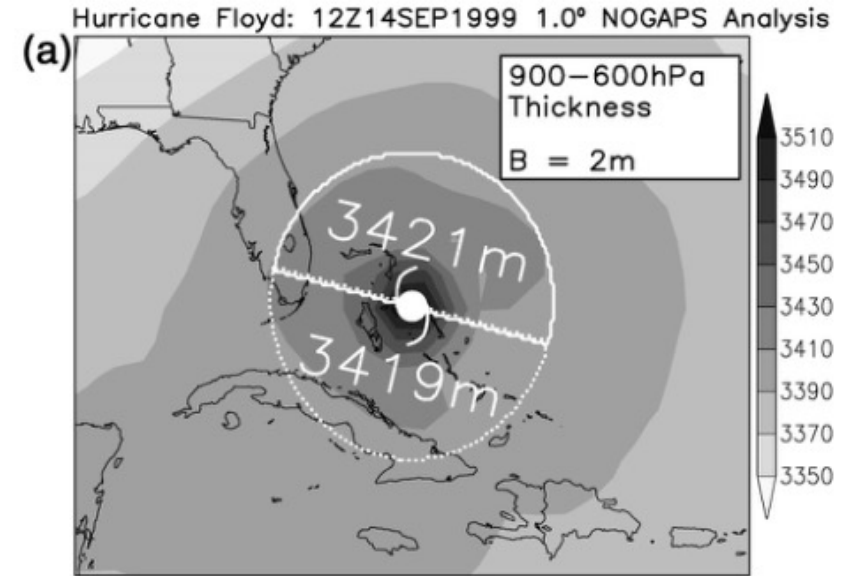 Hurricane Floyd: 12Z14SEP1999 1.0° NOGAPS Analysis
(a)
900-600hPa
Thickness
B = 2m
3421m
3419m
3510
3490
3470
3450
3430
3410
3390
3370
3350